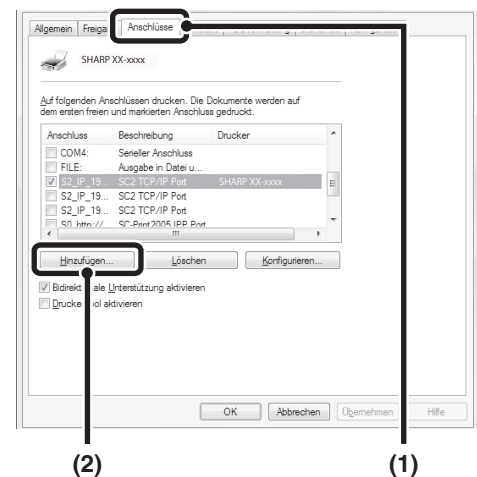 Allgemein Freiga Anschlüsse
SHARP XX-xxxx
Auf folgenden Anschlüssen drucken. Die Dokumente werden auf
dem ersten freien und markierten Anschluss gedruckt.
Anschluss Beschreibung Drucker
COM4: Serieller Anschluss
FILE: Ausgabe in Datei u...
S2_IP_19... SC2 TCP/IP Port SHARP XX-xxxx
S2_IP_19... SC2 TCP/IP Port
S2_IP_19... SC2 TCP/IP Port
S0_http://... SC-Print2005 IPP Port
Hinzufügen... Löschen Konfigurieren...
Bidirekt ale Unterstützung aktivieren
Drucke ol aktivieren
OK Abbrechen Übernehmen Hilfe
(2) (1)